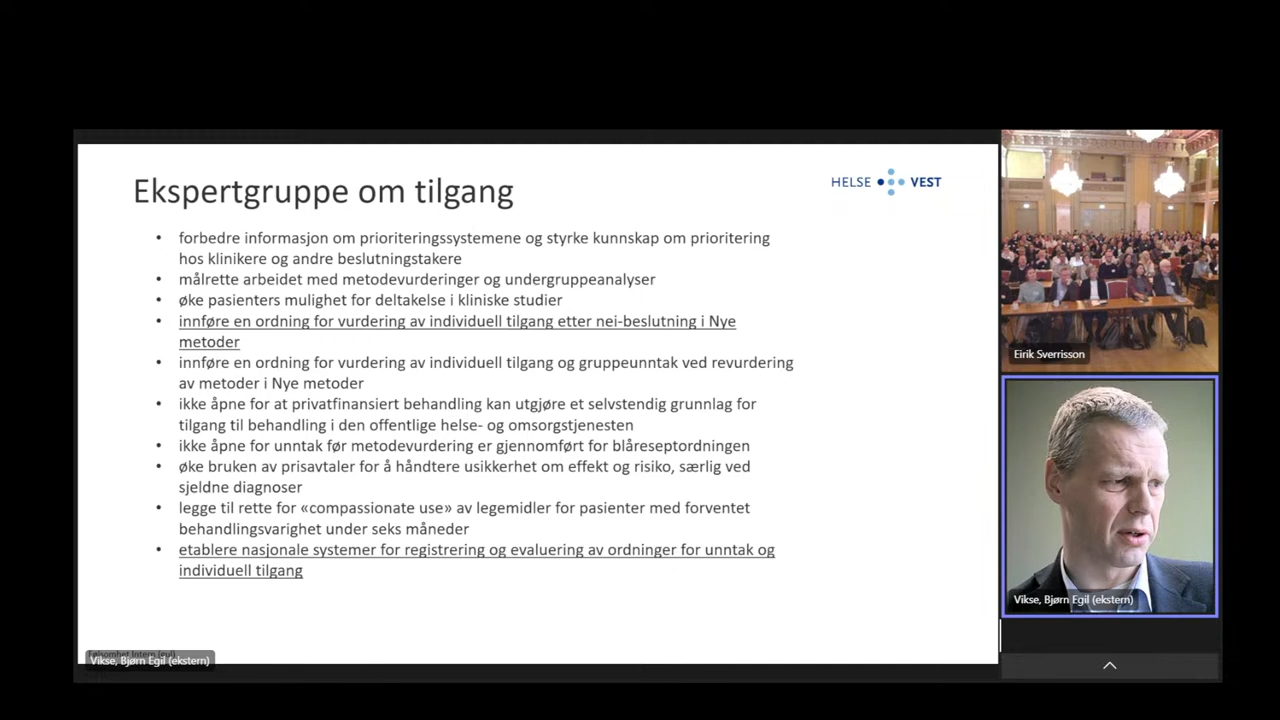 Ekspertgruppe om tilgang
HELSE VEST
• forbedre informasjon om prioriteringssystemene og styrke kunnskap om prioritering
hos klinikere og andre beslutningstakere
• målrette arbeidet med metodevurderinger og undergruppeanalyser
• øke pasienters mulighet for deltakelse i kliniske studier
• innføre en ordning for vurdering av individuell tilgang etter nei-beslutning i Nye
metoder
• innføre en ordning for vurdering av individuell tilgang og gruppeunntak ved revurdering
av metoder i Nye metoder
• ikke åpne for at privatfinansiert behandling kan utgjøre et selvstendig grunnlag for
tilgang til behandling i den offentlige helse- og omsorgstjenesten
• ikke åpne for unntak før metodevurdering er gjennomført for blåreseptordningen
• øke bruken av prisavtaler for å håndtere usikkerhet om effekt og risiko, særlig ved
sjeldne diagnoser
• legge til rette for «compassionate use» av legemidler for pasienter med forventet
behandlingsvarighet under seks måneder
• etablere nasjonale systemer for registrering og evaluering av ordninger for unntak og
individuell tilgang
Følsomhet Intern (gul)
Vikse, Bjørn Egil (ekstern)
Eirik Sverrisson
Vikse, Bjørn Egil (ekstern)